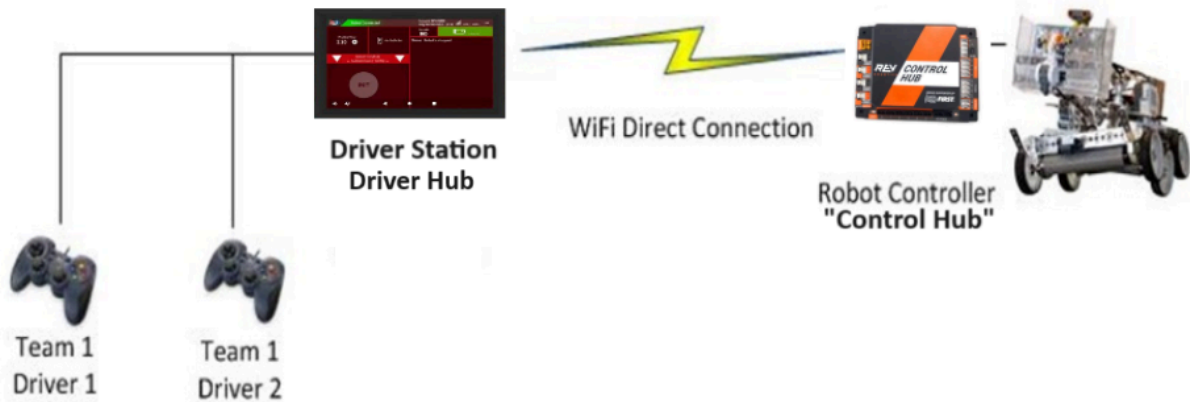 Driver Station
Driver Hub
WiFi Direct Connection
REV CONTROL
HUB
FIRST
Robot Controller
"Control Hub"
Team 1
Driver 1
Team 1
Driver 2